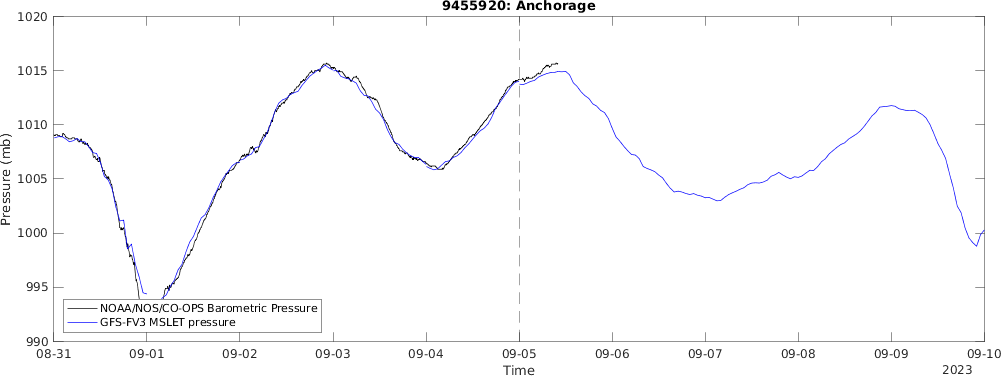 9455920: Anchorage
Pressure (mb)
1020
1015
1010
1005
1000
995
990
NOAA/NOS/CO-OPS Barometric Pressure
GFS-FV3 MSLET pressure
08-31 09-01 09-02 09-03 09-04 09-05 09-06 09-07 09-08 09-09 09-10
Time
2023